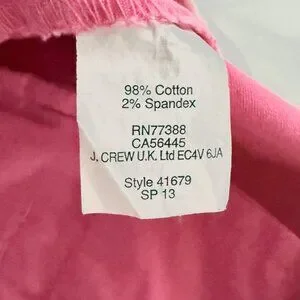 98% Cotton
2% Spandex
RN77388
CA56445
J. CREW U.K. Ltd EC4V 6JA
Style 41679
SP 13